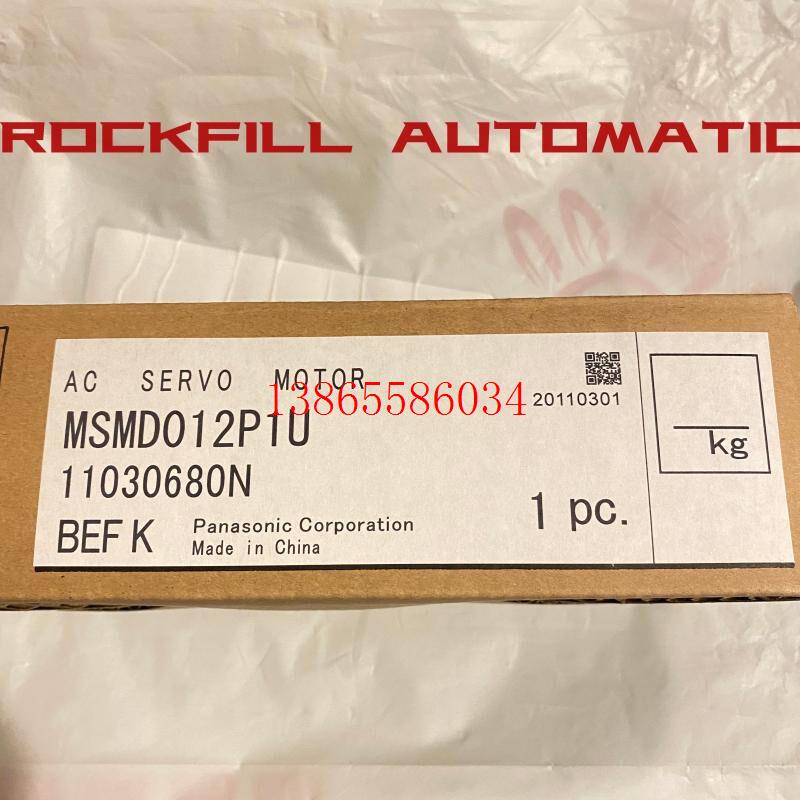 ROCKFILL AUTOMATIC
AC SERVO MOTOR
13865586034
20110301
MSMD012P1U
kg
11030680N
1 pc.
BEF K
Panasonic Corporation
Made in China